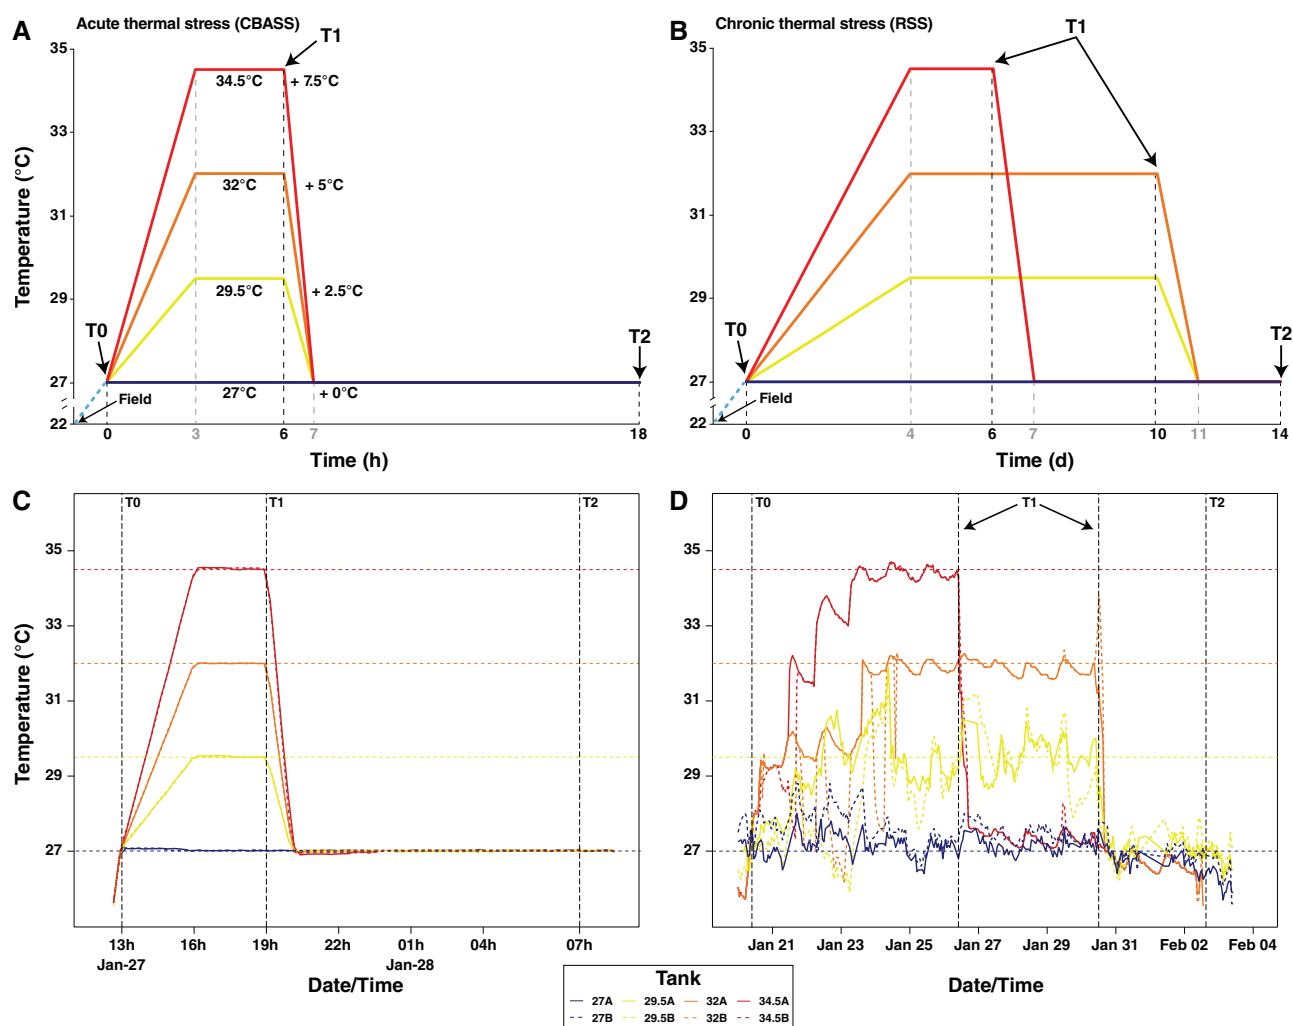 A
Acute thermal stress (CBASS)
T1
35
34.5°C
+ 7.5°C
33
32°C
+ 5°C
31
29.5°C
+ 2.5°C
29
T0
T2
27
27°C
+ 0°C
Field
22
0
3
6
7
18
Time (h)
Temperature (°C)
B
Chronic thermal stress (RSS)
T1
35
33
31
29
T0
T2
27
Field
22
0
4
6
7
10
11
14
Time (d)
Temperature (°C)
C
T0
T1
T2
35
33
31
29
27
13h
16h
19h
22h
01h
04h
07h
Jan-27
Jan-28
Date/Time
Temperature (°C)
D
T0
T1
T2
35
33
31
29
27
Jan 21
Jan 23
Jan 25
Jan 27
Jan 29
Jan 31
Feb 02
Feb 04
Date/Time
Temperature (°C)
Tank
27A 29.5A 32A 34.5A
27B 29.5B 32B 34.5B